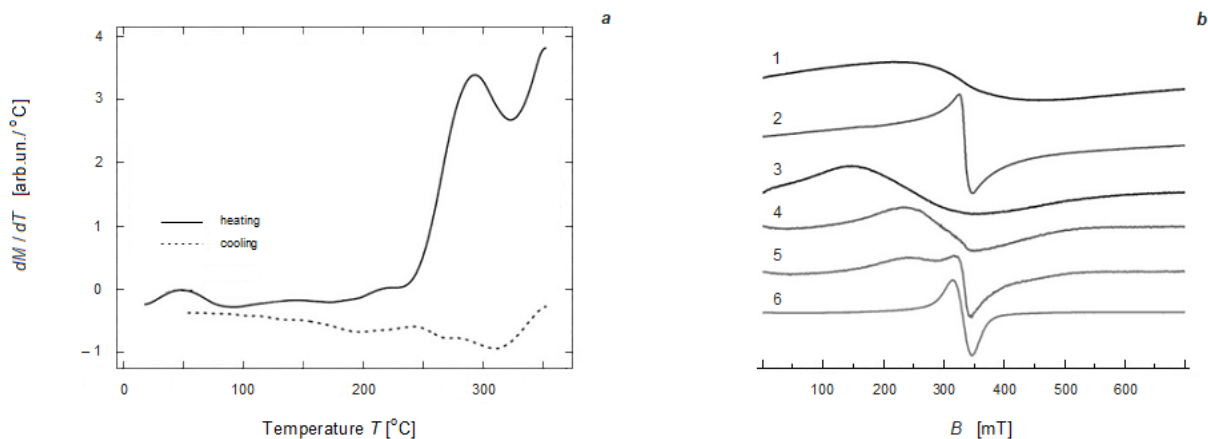 a
4
3
2
1
0
– 1
dM / dT [arb.un./ °C]
heating
cooling
0 100 200 300
Temperature T [°C]
b
1
2
3
4
5
6
100 200 300 400 500 600
B [mT]